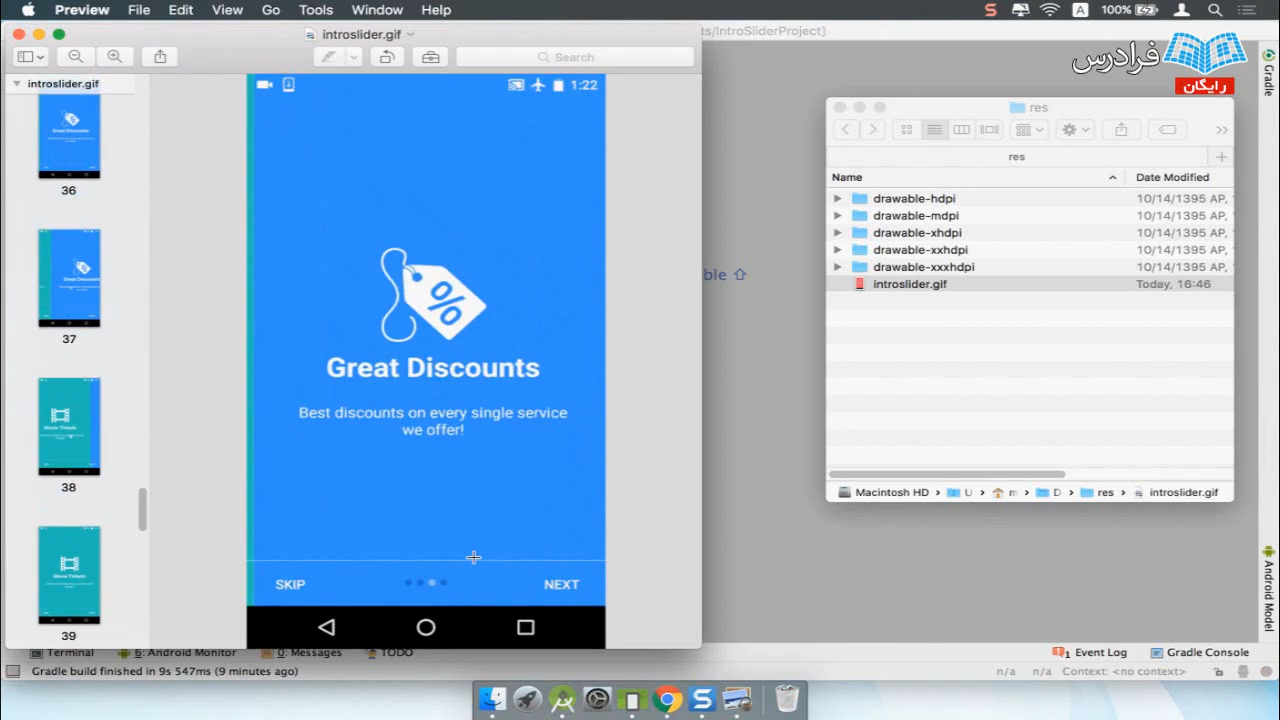 Preview File Edit View Go Tools Window Help
A 100%
introslider.gif
Search
introslider.gif
36
37
38
39
1:22
Great Discounts
Best discounts on every single service
we offer!
SKIP NEXT
ts/IntroSliderProject]
فرادرس
رایگان
Gradle
res
res
Name Date Modified
drawable-hdpi 10/14/1395 AP,
drawable-mdpi 10/14/1395 AP,
drawable-xhdpi 10/14/1395 AP,
drawable-xxhdpi 10/14/1395 AP,
drawable-xxxhdpi 10/14/1395 AP,
introslider.gif Today, 16:46
ble ⇧
Macintosh HD › U › m › D › res › introslider.gif
Android Model
Terminal 6: Android Monitor 0: Messages TODO 1 Event Log Gradle Console
Gradle build finished in 9s 547ms (9 minutes ago) n/a n/a Context: <no context>